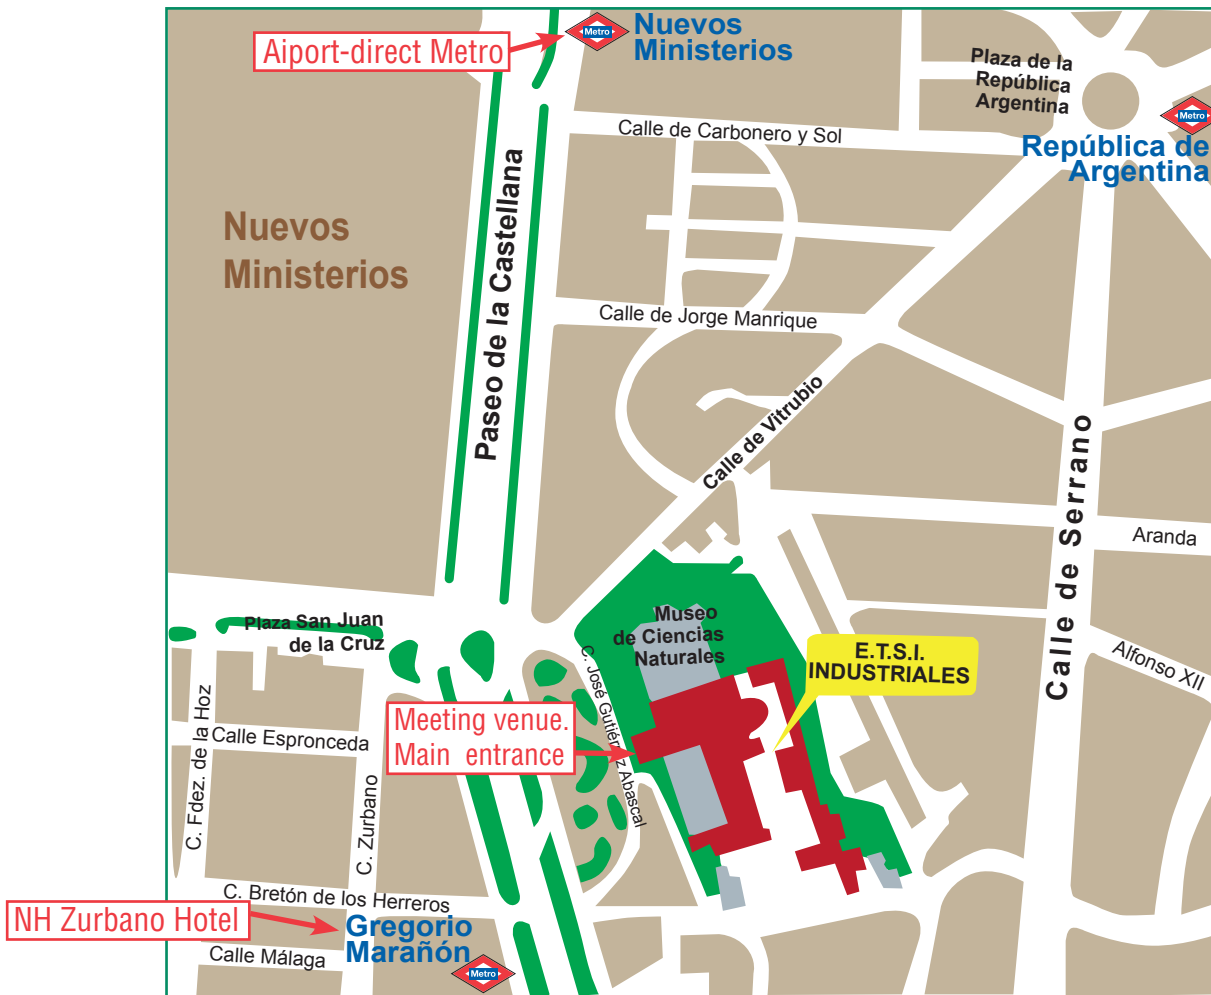 Aiport-direct Metro
Metro
Nuevos
Ministerios
Plaza de la
República
Argentina
Metro
República de
Argentina
Calle de Carbonero y Sol
Nuevos
Ministerios
Paseo de la Castellana
Calle de Jorge Manrique
Calle de Vitrubio
Calle de Serrano
Aranda
Plaza San Juan
de la Cruz
Museo
de Ciencias
Naturales
E.T.S.I.
INDUSTRIALES
Alfonso XII
C. José Gutiérrez Abascal
Meeting venue.
Main entrance
C. Fdez. de la Hoz
Calle Espronceda
C. Zurbano
C. Bretón de los Herreros
NH Zurbano Hotel
Gregorio
Marañón
Calle Málaga
Metro